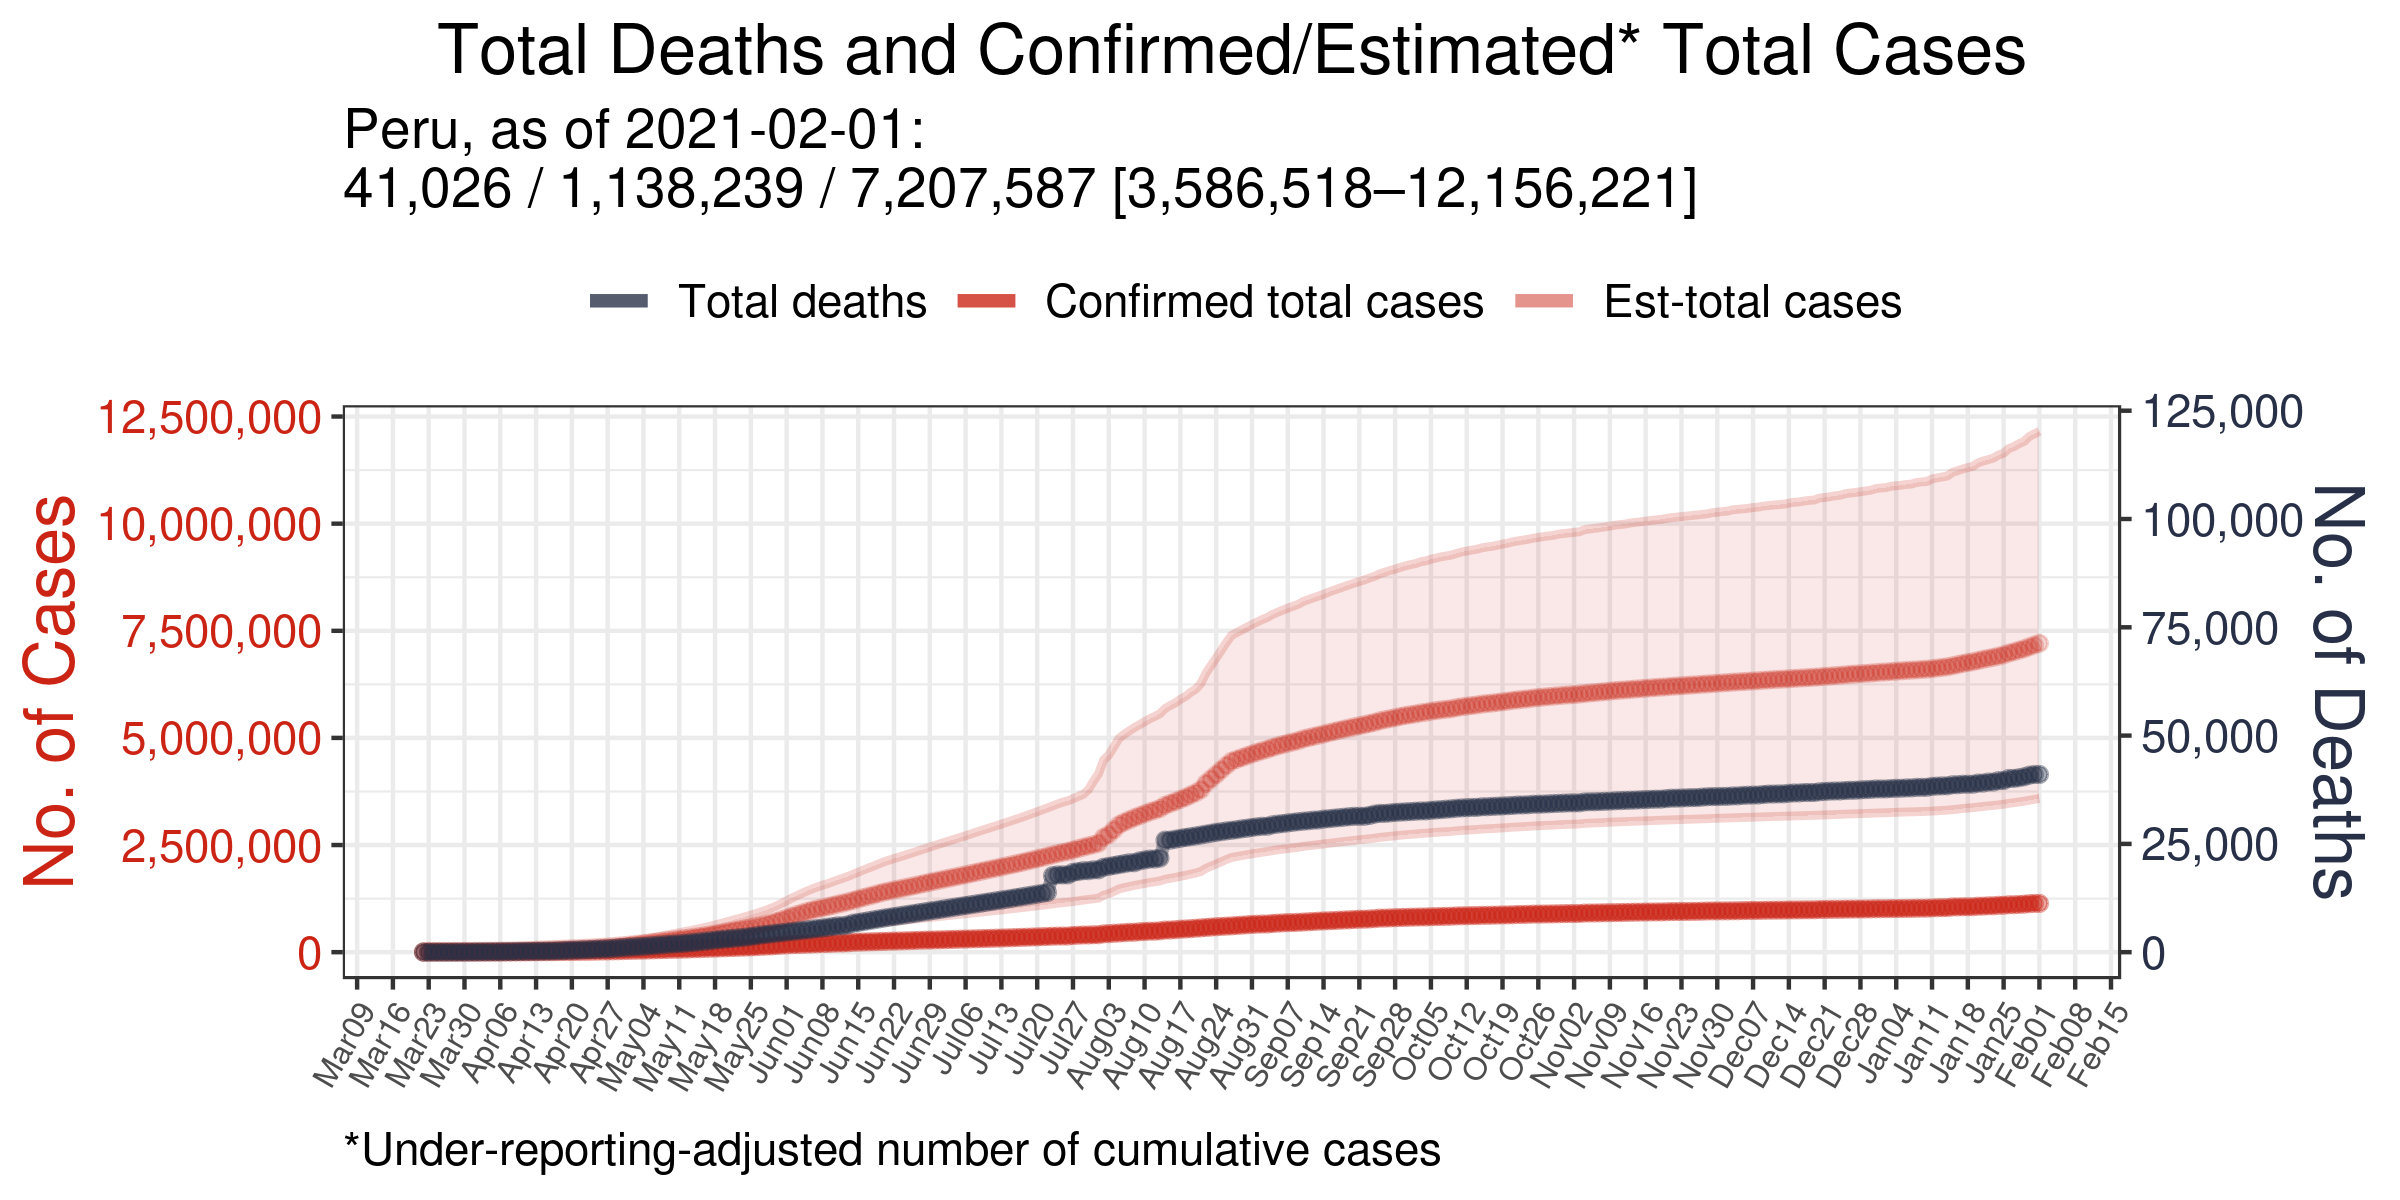 Total Deaths and Confirmed/Estimated* Total Cases
Peru, as of 2021-02-01:
41,026 / 1,138,239 / 7,207,587 [3,586,518–12,156,221]
Total deaths
Confirmed total cases
Est-total cases
No. of Cases
12,500,000
10,000,000
7,500,000
5,000,000
2,500,000
0
125,000
100,000
75,000
50,000
25,000
0
No. of Deaths
Mar09
Mar16
Mar23
Mar30
Apr06
Apr13
Apr20
Apr27
May04
May11
May18
May25
Jun01
Jun08
Jun15
Jun22
Jun29
Jul06
Jul13
Jul20
Jul27
Aug03
Aug10
Aug17
Aug24
Aug31
Sep07
Sep14
Sep21
Sep28
Oct05
Oct12
Oct19
Oct26
Nov02
Nov09
Nov16
Nov23
Nov30
Dec07
Dec14
Dec21
Dec28
Jan04
Jan11
Jan18
Jan25
Feb01
Feb08
Feb15
*Under-reporting-adjusted number of cumulative cases